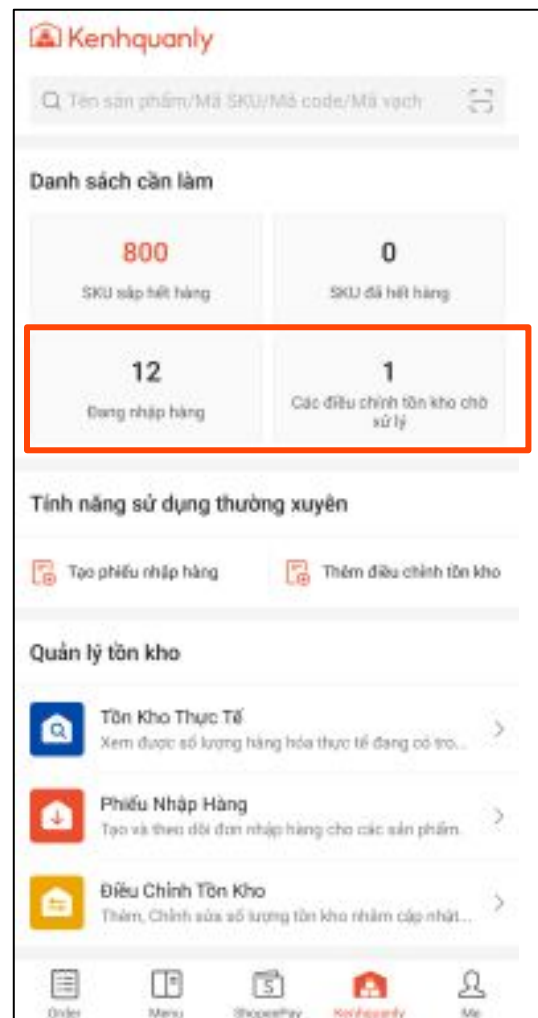 Kenhquanly
Tên sản phẩm/Mã SKU/Mã code/Mã vạch
Danh sách cần làm
800
SKU sắp hết hàng
0
SKU đã hết hàng
12
Đang nhập hàng
1
Các điều chỉnh tồn kho chờ
xử lý
Tính năng sử dụng thường xuyên
Tạo phiếu nhập hàng
Thêm điều chỉnh tồn kho
Quản lý tồn kho
Tồn Kho Thực Tế
Xem được số lượng hàng hóa thực tế đang có tro...
Phiếu Nhập Hàng
Tạo và theo dõi đơn nhập hàng cho các sản phẩm.
Điều Chỉnh Tồn Kho
Thêm, Chỉnh sửa số lượng tồn kho nhằm cập nhật...
Order
Menu
ShopeePay
Kenhquanly
Me